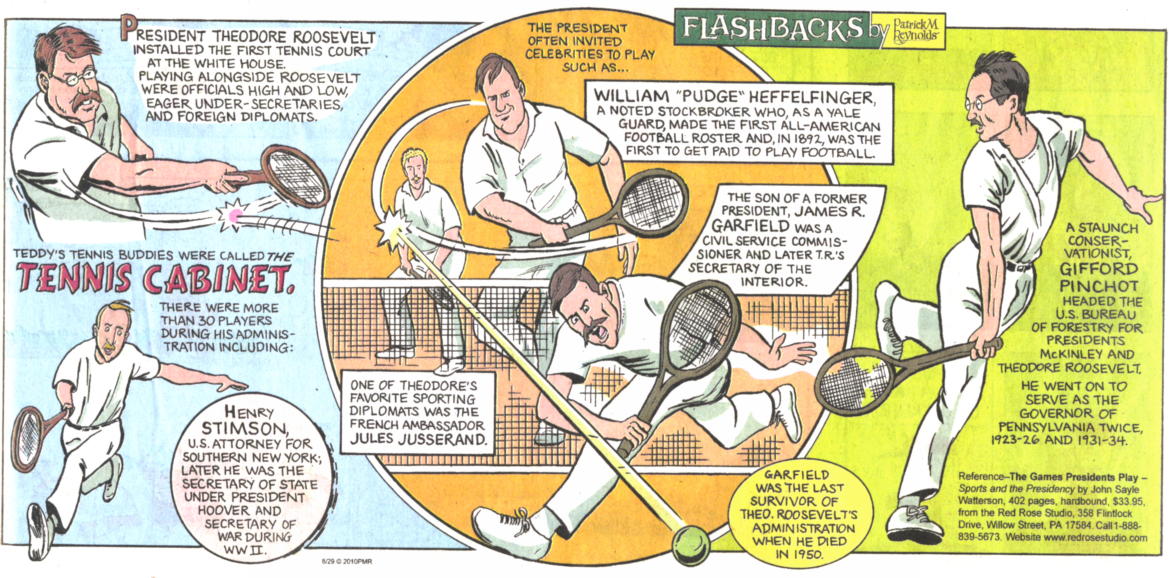 FLASHBACKS by Patrick M.
Reynolds
PRESIDENT THEODORE ROOSEVELT
INSTALLED THE FIRST TENNIS COURT
AT THE WHITE HOUSE.
PLAYING ALONGSIDE ROOSEVELT
WERE OFFICIALS HIGH AND LOW,
EAGER UNDER-SECRETARIES,
AND FOREIGN DIPLOMATS.
TEDDY'S TENNIS BUDDIES WERE CALLED THE
TENNIS CABINET.
THERE WERE MORE
THAN 30 PLAYERS
DURING HIS ADMINIS-
TRATION INCLUDING:
HENRY
STIMSON,
U.S. ATTORNEY FOR
SOUTHERN NEW YORK;
LATER HE WAS THE
SECRETARY OF STATE
UNDER PRESIDENT
HOOVER AND
SECRETARY OF
WAR DURING
WW II.
8/29 © 2010PMR
THE PRESIDENT
OFTEN INVITED
CELEBRITIES TO PLAY
SUCH AS...
WILLIAM "PUDGE" HEFFELFINGER,
A NOTED STOCKBROKER WHO, AS A YALE
GUARD, MADE THE FIRST ALL-AMERICAN
FOOTBALL ROSTER AND, IN 1892, WAS THE
FIRST TO GET PAID TO PLAY FOOTBALL.
THE SON OF A FORMER
PRESIDENT, JAMES R.
GARFIELD WAS A
CIVIL SERVICE COMMIS-
SIONER AND LATER T.R.'S
SECRETARY OF THE
INTERIOR.
ONE OF THEODORE'S
FAVORITE SPORTING
DIPLOMATS WAS THE
FRENCH AMBASSADOR
JULES JUSSERAND.
GARFIELD
WAS THE LAST
SURVIVOR OF
THEO. ROOSEVELT'S
ADMINISTRATION
WHEN HE DIED
IN 1950.
A STAUNCH
CONSER-
VATIONIST,
GIFFORD
PINCHOT
HEADED THE
U.S. BUREAU
OF FORESTRY FOR
PRESIDENTS
McKINLEY AND
THEODORE ROOSEVELT.
HE WENT ON TO
SERVE AS THE
GOVERNOR OF
PENNSYLVANIA TWICE,
1923-26 AND 1931-34.
Reference–The Games Presidents Play –
Sports and the Presidency by John Sayle
Watterson, 402 pages, hardbound, $33.95,
from the Red Rose Studio, 358 Flintlock
Drive, Willow Street, PA 17584. Call 1-888-
839-5673. Website www.redrosestudio.com